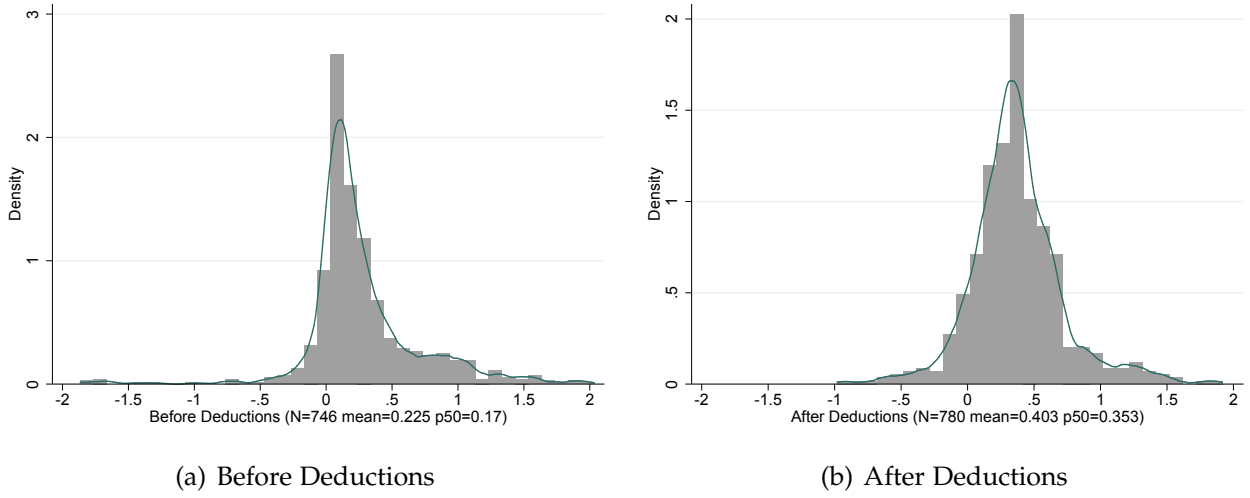 3
2
1
0
Density
-2 -1.5 -1 -.5 0 .5 1 1.5 2
Before Deductions (N=746 mean=0.225 p50=0.17)
(a) Before Deductions
2
1.5
1
.5
0
Density
-2 -1.5 -1 -.5 0 .5 1 1.5 2
After Deductions (N=780 mean=0.403 p50=0.353)
(b) After Deductions